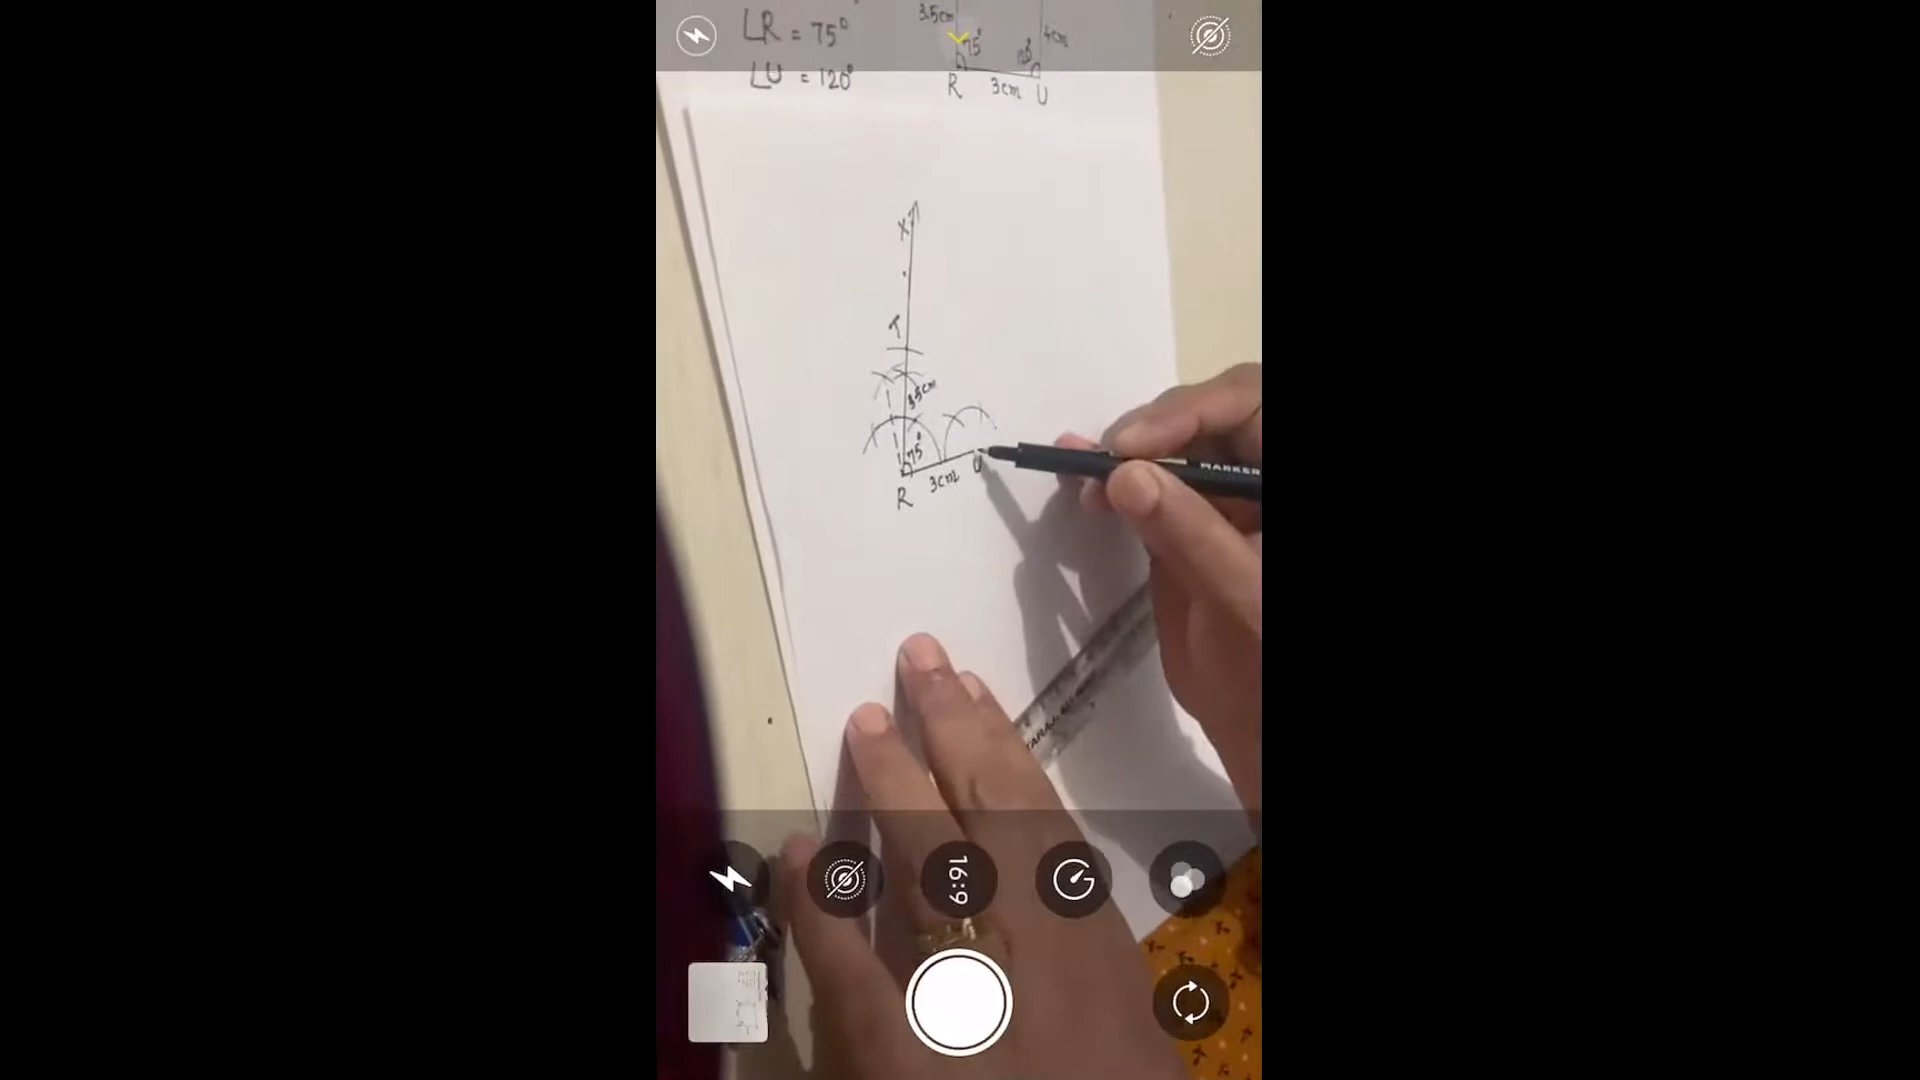 ∠R = 75°
∠U = 120°
3.5cm
4cm
75°
120°
R
3cm
U
X
T
3.5cm
75°
3cm
U
R
MARKER
16:9